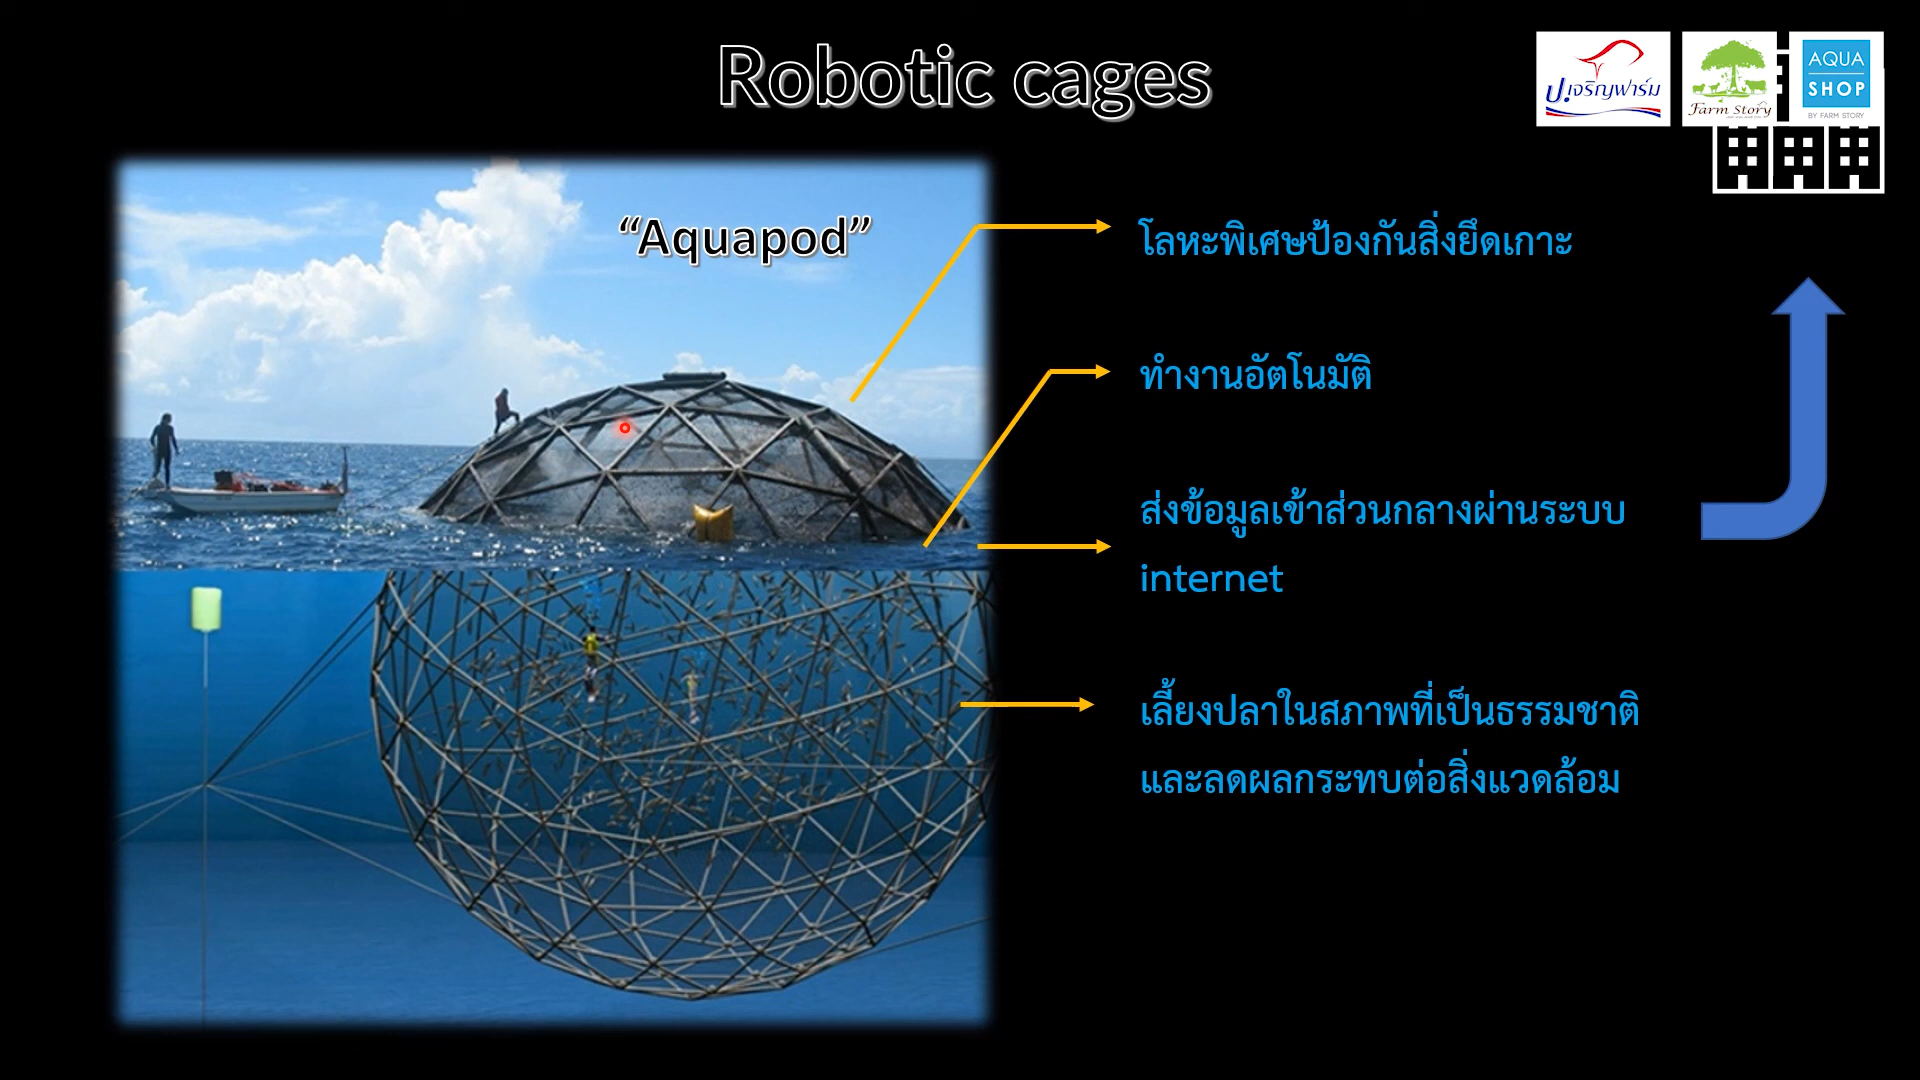 Robotic cages
ป.เจริญฟาร์ม
Farm Story
AQUA
SHOP
BY FARM STORY
“Aquapod”
โลหะพิเศษป้องกันสิ่งยึดเกาะ
ทำงานอัตโนมัติ
ส่งข้อมูลเข้าส่วนกลางผ่านระบบ
internet
เลี้ยงปลาในสภาพที่เป็นธรรมชาติ
และลดผลกระทบต่อสิ่งแวดล้อม